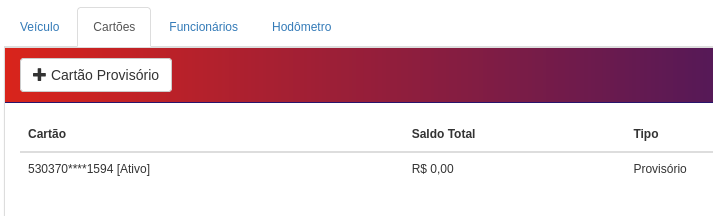 Veículo Cartões Funcionários Hodômetro
Cartão Provisório
Cartão Saldo Total Tipo
530370****1594 [Ativo] R$ 0,00 Provisório